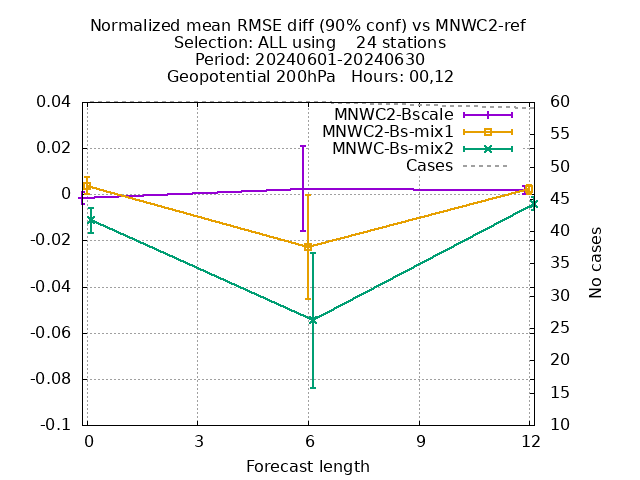 Normalized mean RMSE diff (90% conf) vs MNWC2-ref
Selection: ALL using    24 stations
Period: 20240601-20240630
Geopotential 200hPa   Hours: 00,12
MNWC2-Bscale
MNWC2-Bs-mix1
MNWC-Bs-mix2
Cases
0.04
0.02
0
-0.02
-0.04
-0.06
-0.08
-0.1
60
55
50
45
40
35
30
25
20
15
10
No cases
0 3 6 9 12
Forecast length